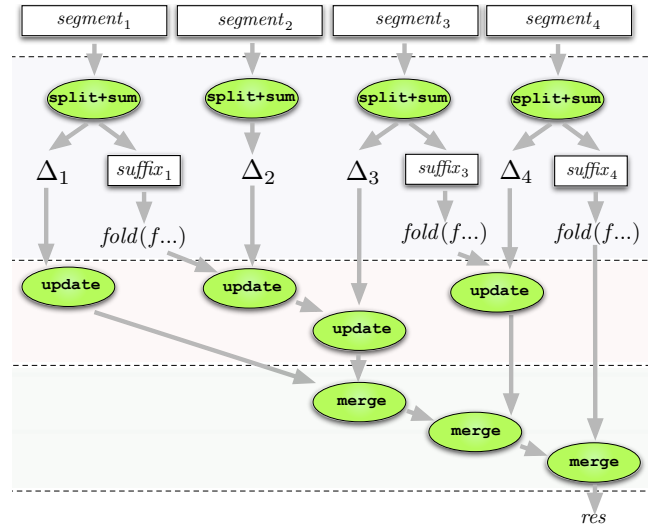 segment₁ segment₂ segment₃ segment₄
split+sum split+sum split+sum split+sum
Δ₁ suffix₁ Δ₂ Δ₃ suffix₃ Δ₄ suffix₄
fold(f...) fold(f...) fold(f...)
update update update
update
merge
merge
merge
res